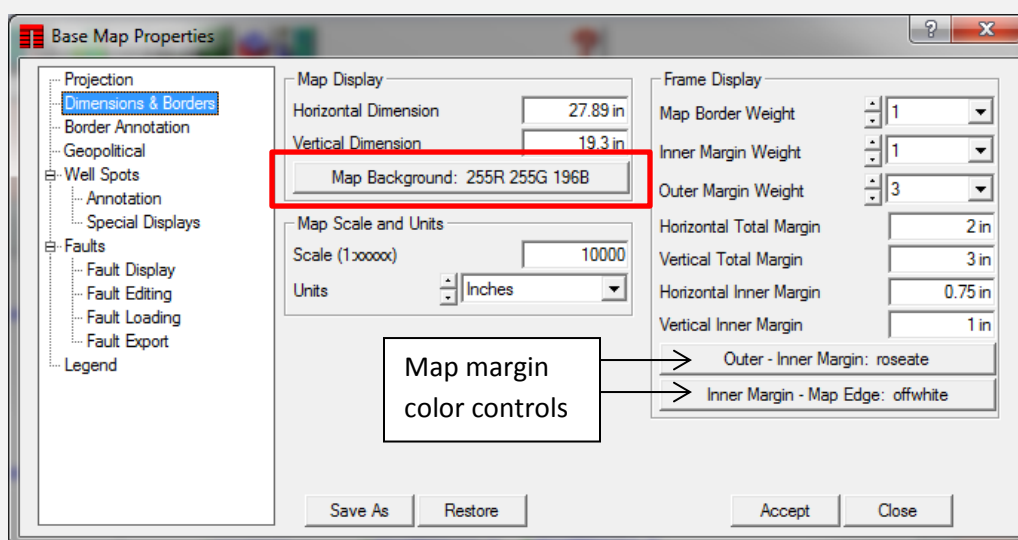 Base Map Properties
?
X
Projection
Dimensions & Borders
Border Annotation
Geopolitical
Well Spots
Annotation
Special Displays
Faults
Fault Display
Fault Editing
Fault Loading
Fault Export
Legend
Map Display
Horizontal Dimension 27.89 in
Vertical Dimension 19.3 in
Map Background: 255R 255G 196B
Map Scale and Units
Scale (1:xxxxx) 10000
Units Inches
Frame Display
Map Border Weight 1
Inner Margin Weight 1
Outer Margin Weight 3
Horizontal Total Margin 2 in
Vertical Total Margin 3 in
Horizontal Inner Margin 0.75 in
Vertical Inner Margin 1 in
Outer - Inner Margin: roseate
Inner Margin - Map Edge: offwhite
Map margin
color controls
Save As Restore Accept Close